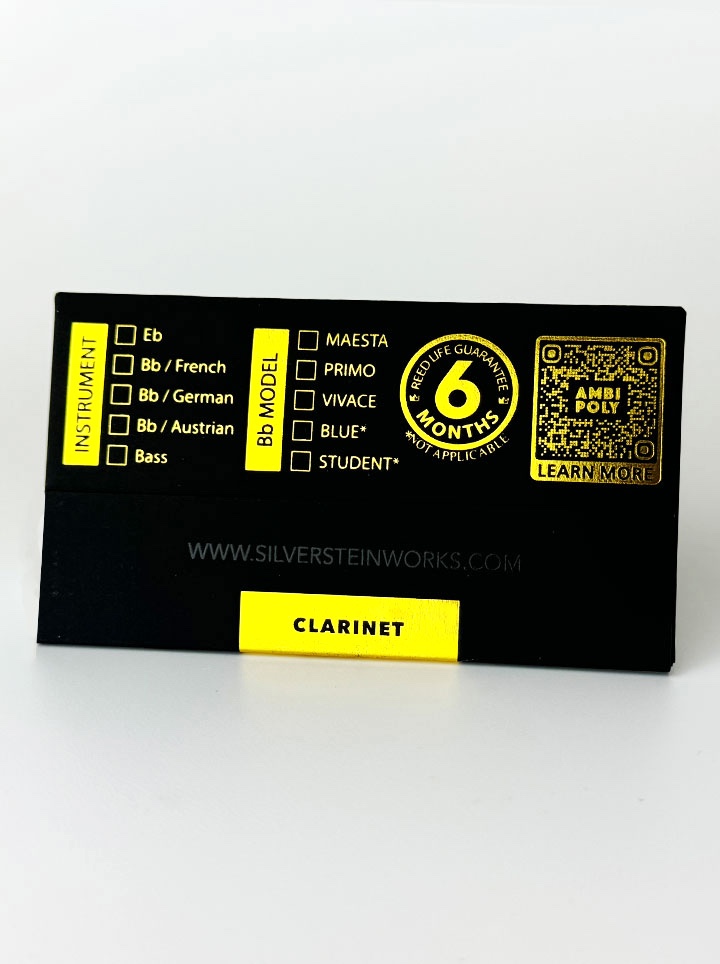 INSTRUMENT
Eb
Bb / French
Bb / German
Bb / Austrian
Bass
Bb MODEL
MAESTA
PRIMO
VIVACE
BLUE*
STUDENT*
REED LIFE GUARANTEE
6
MONTHS
*NOT APPLICABLE
AMBI
POLY
LEARN MORE
WWW.SILVERSTEINWORKS.COM
CLARINET